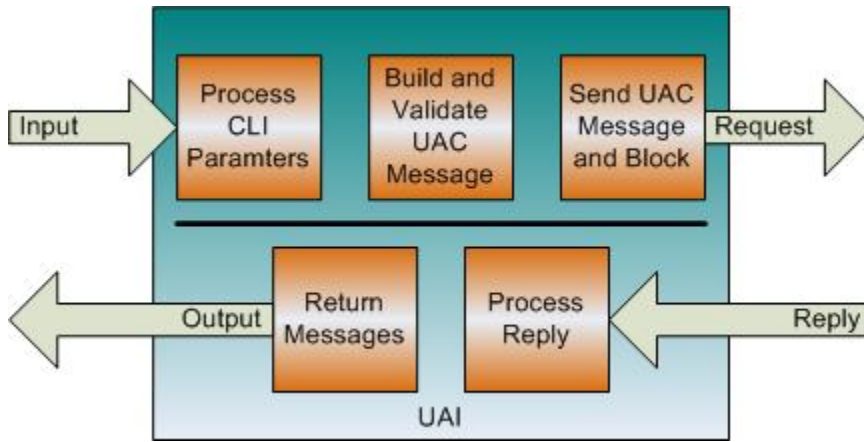 Input
Process
CLI
Paramters
Build and
Validate
UAC
Message
Send UAC
Message
and Block
Request
Output
Return
Messages
Process
Reply
Reply
UAI